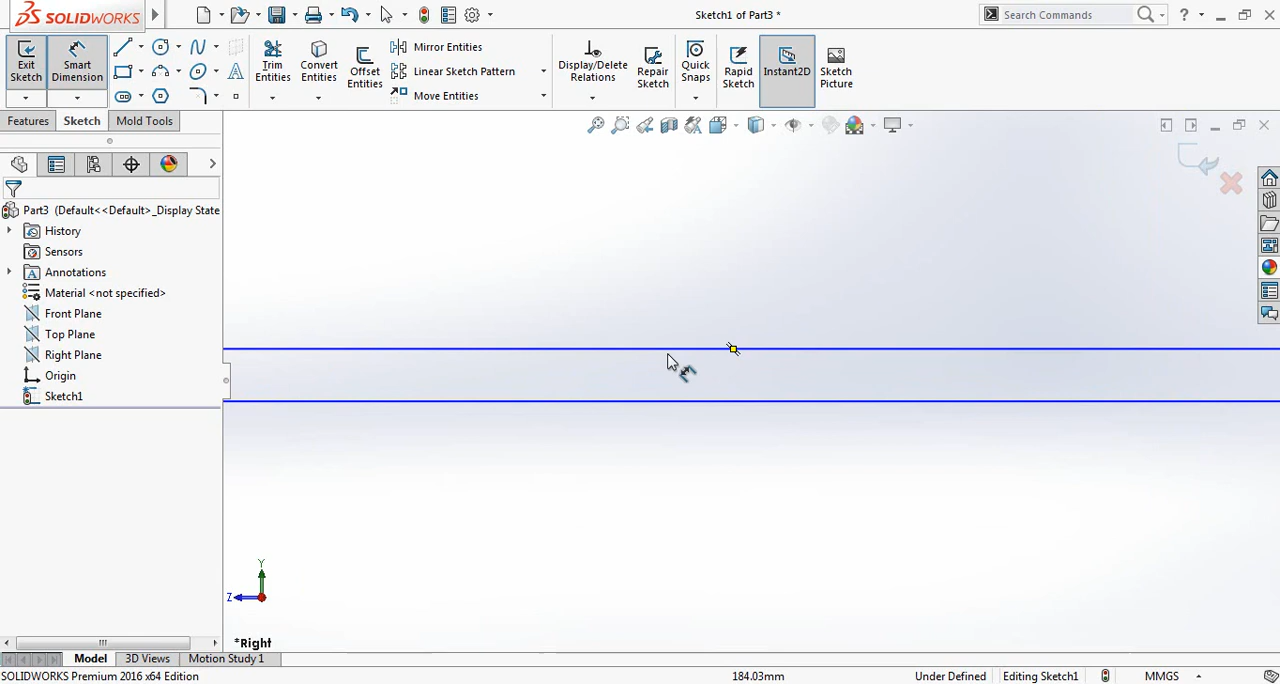 SOLIDWORKS
Sketch1 of Part3 *
Search Commands
?
Exit Sketch
Smart Dimension
Trim Entities
Convert Entities
Offset Entities
Mirror Entities
Linear Sketch Pattern
Move Entities
Display/Delete Relations
Repair Sketch
Quick Snaps
Rapid Sketch
Instant2D
Sketch Picture
Features
Sketch
Mold Tools
Part3 (Default<<Default>_Display State
History
Sensors
Annotations
Material <not specified>
Front Plane
Top Plane
Right Plane
Origin
Sketch1
Y
Z
*Right
Model
3D Views
Motion Study 1
SOLIDWORKS Premium 2016 x64 Edition
184.03mm
Under Defined
Editing Sketch1
MMGS